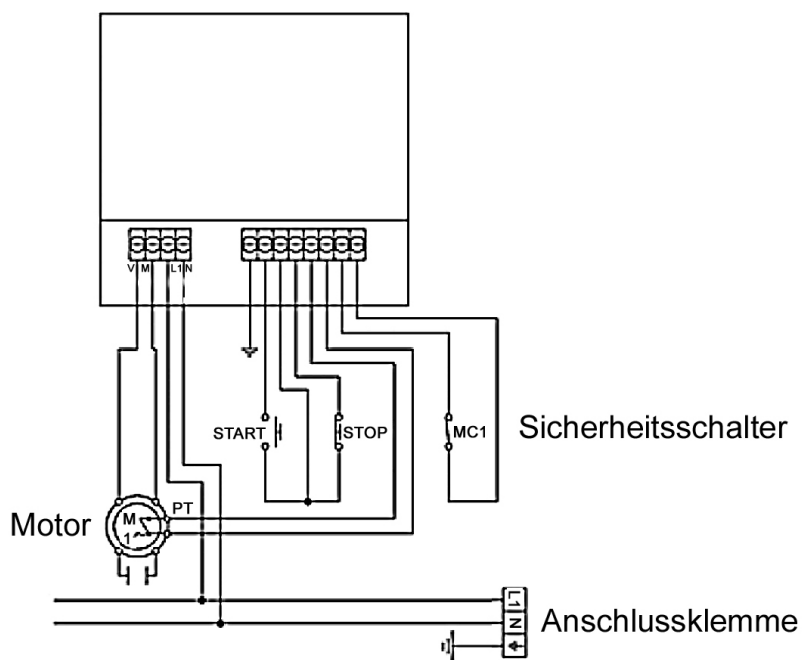 V M L1 N
START
STOP
MC1
Sicherheitsschalter
PT
Motor
M
1~
L1
N
Anschlussklemme